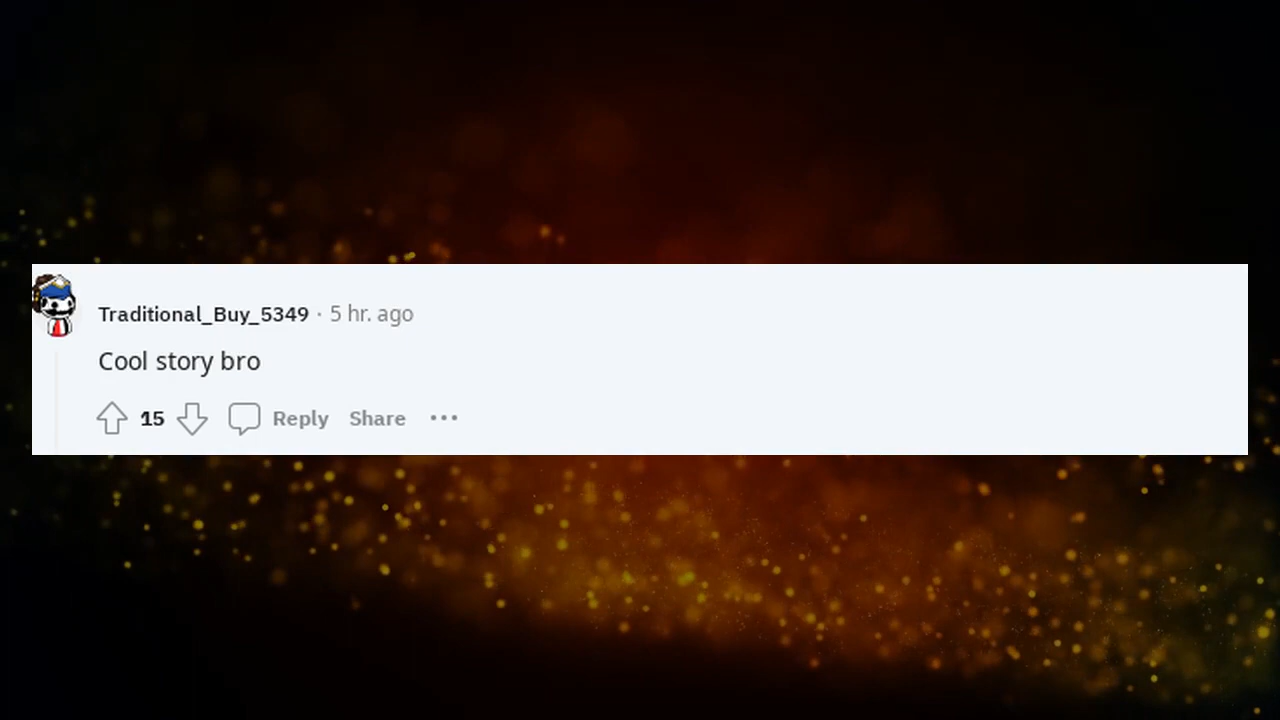 Traditional_Buy_5349 · 5 hr. ago
Cool story bro
15 Reply Share •••